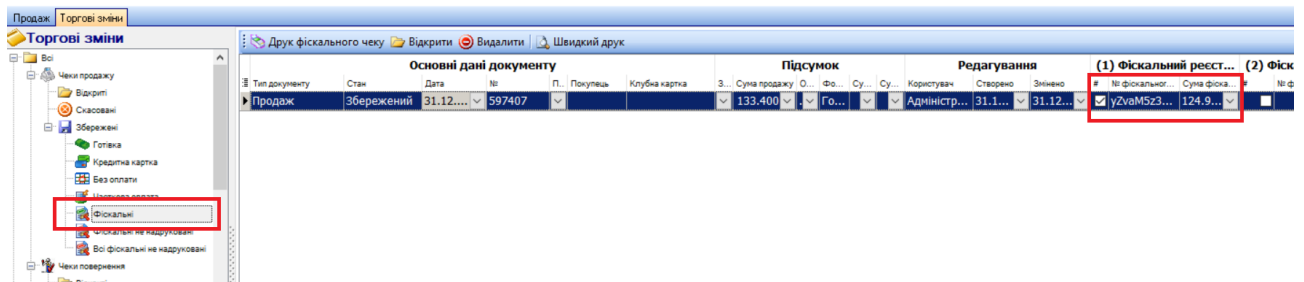 Продаж Торгові зміни
Торгові зміни
Друк фіскального чеку Відкрити Видалити Швидкий друк
Всі
Чеки продажу
Відкриті
Скасовані
Збережені
Готівка
Кредитна картка
Без оплати
Часткова оплата
Фіскальні
Фіскальні не надруковані
Всі фіскальні не надруковані
Чеки повернення
Основні дані документу Підсумок Редагування (1) Фіскальний реєст... (2) Фіск
Тип документу Стан Дата № П.. Покупець Клубна картка З... Сума продажу О... Фо... Су... Су... Користувач Створено Змінено # № фіскальног... Сума фіска... # № ф
Продаж Збережений 31.12.... 597407 133.400 . Го... Адміністр... 31.1... 31.12... yZvaM5z3... 124.9...